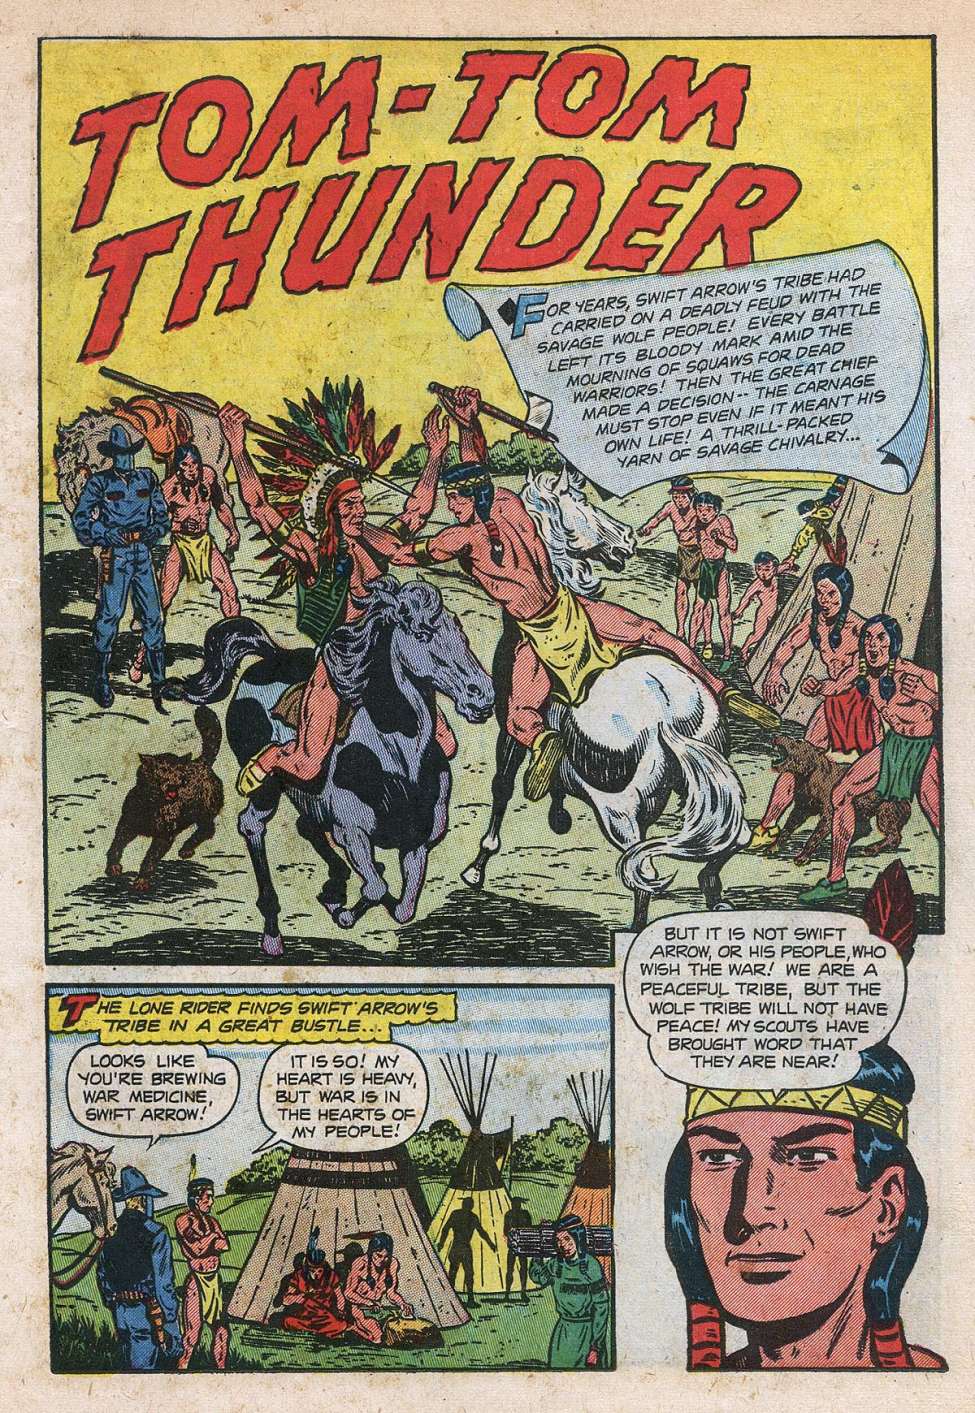 TOM-TOM
THUNDER
FOR YEARS, SWIFT ARROW'S TRIBE HAD
CARRIED ON A DEADLY FEUD WITH THE
SAVAGE WOLF PEOPLE! EVERY BATTLE
LEFT ITS BLOODY MARK AMID THE
MOURNING OF SQUAWS FOR DEAD
WARRIORS! THEN THE GREAT CHIEF
MADE A DECISION-- THE CARNAGE
MUST STOP EVEN IF IT MEANT HIS
OWN LIFE! A THRILL-PACKED
YARN OF SAVAGE CHIVALRY...
THE LONE RIDER FINDS SWIFT ARROW'S
TRIBE IN A GREAT BUSTLE...
LOOKS LIKE
YOU'RE BREWING
WAR MEDICINE,
SWIFT ARROW!
IT IS SO! MY
HEART IS HEAVY,
BUT WAR IS IN
THE HEARTS OF
MY PEOPLE!
BUT IT IS NOT SWIFT
ARROW, OR HIS PEOPLE, WHO
WISH THE WAR! WE ARE A
PEACEFUL TRIBE, BUT THE
WOLF TRIBE WILL NOT HAVE
PEACE! MY SCOUTS HAVE
BROUGHT WORD THAT
THEY ARE NEAR!